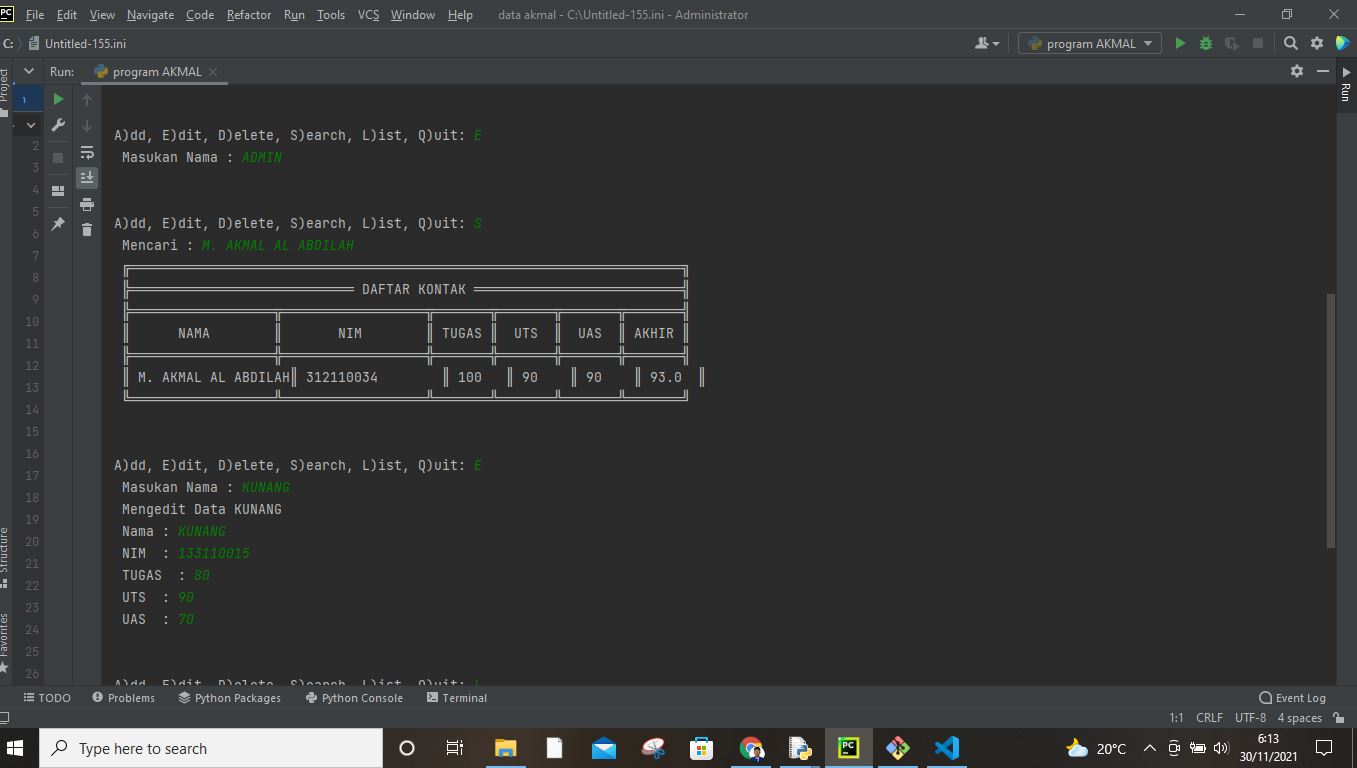 PC File Edit View Navigate Code Refactor Run Tools VCS Window Help data akmal - C:\Untitled-155.ini - Administrator
C: Untitled-155.ini program AKMAL
Project
Run: program AKMAL
Run
1
2
3
4
5
6
7
8
9
10
11
12
13
14
15
16
17
18
19
20
21
22
23
24
25
26
A)dd, E)dit, D)elete, S)earch, L)ist, Q)uit: E
Masukan Nama : ADMIN
A)dd, E)dit, D)elete, S)earch, L)ist, Q)uit: S
Mencari : M. AKMAL AL ABDILAH
DAFTAR KONTAK
NAMA NIM TUGAS UTS UAS AKHIR
M. AKMAL AL ABDILAH 312110034 100 90 90 93.0
A)dd, E)dit, D)elete, S)earch, L)ist, Q)uit: E
Masukan Nama : KUNANG
Mengedit Data KUNANG
Nama : KUNANG
NIM : 133110015
TUGAS : 80
UTS : 90
UAS : 70
A)dd, E)dit, D)elete, S)earch, L)ist, Q)uit: L
Structure
Favorites
TODO Problems Python Packages Python Console Terminal Event Log
1:1 CRLF UTF-8 4 spaces
Type here to search PC 20°C 6:13
30/11/2021